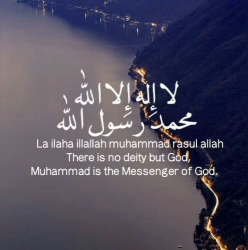 لا إله إلا الله
محمد رسول الله
La ilaha illallah muhammad rasul allah
There is no deity but God,
Muhammad is the Messenger of God.